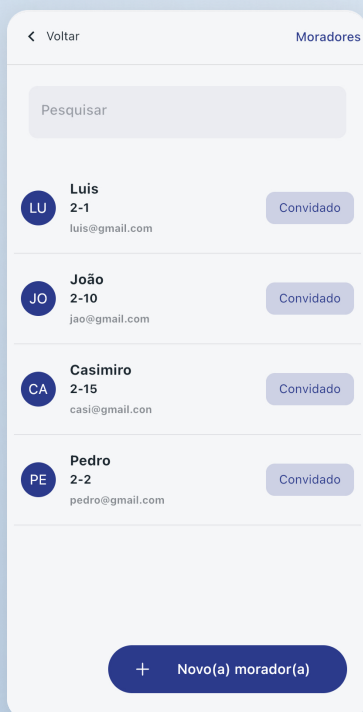 Voltar
Moradores
Pesquisar
LU
Luis
2-1
luis@gmail.com
Convidado
JO
João
2-10
jao@gmail.com
Convidado
CA
Casimiro
2-15
casi@gmail.con
Convidado
PE
Pedro
2-2
pedro@gmail.com
Convidado
+ Novo(a) morador(a)